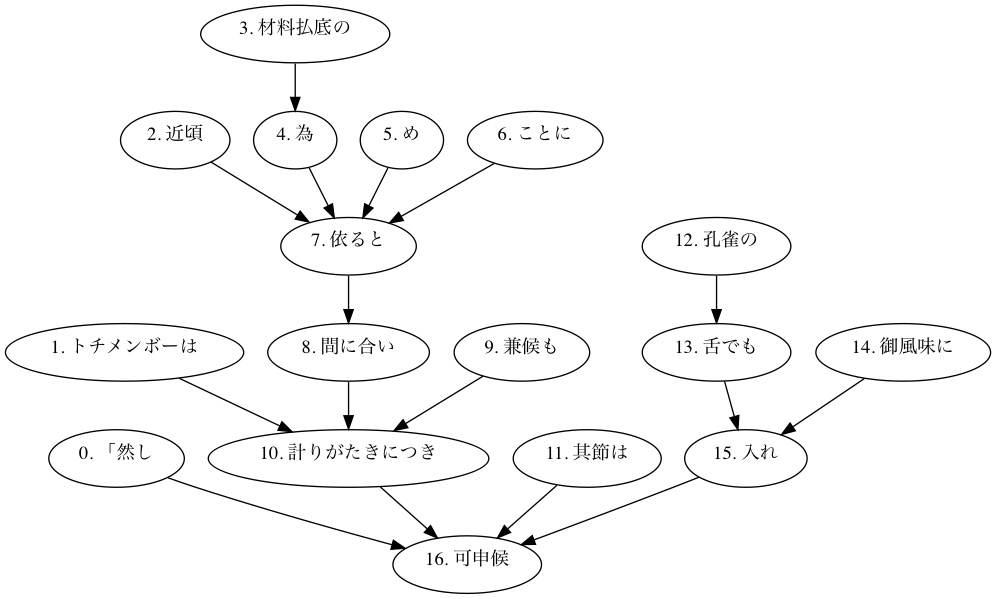 3. 材料払底の
2. 近頃
4. 為
5. め
6. ことに
7. 依ると
12. 孔雀の
1. トチメンボーは
8. 間に合い
9. 兼候も
13. 舌でも
14. 御風味に
0. 「然し
10. 計りがたきにつき
11. 其節は
15. 入れ
16. 可申候